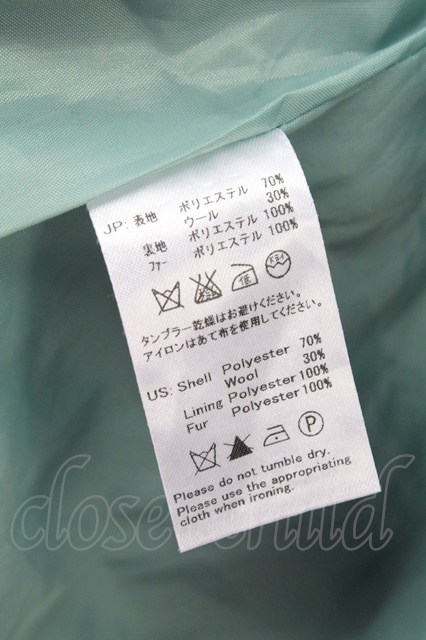 JP: 表地 ポリエステル 70%
ウール 30%
裏地 ポリエステル 100%
ファー ポリエステル 100%
低
ドライ
タンブラー乾燥はお避けください。
アイロンはあて布を使用してください。
US: Shell Polyester 70%
Wool 30%
Lining Polyester 100%
Fur Polyester 100%
P
Please do not tumble dry.
Please use the appropriating
cloth when ironing.
closet child